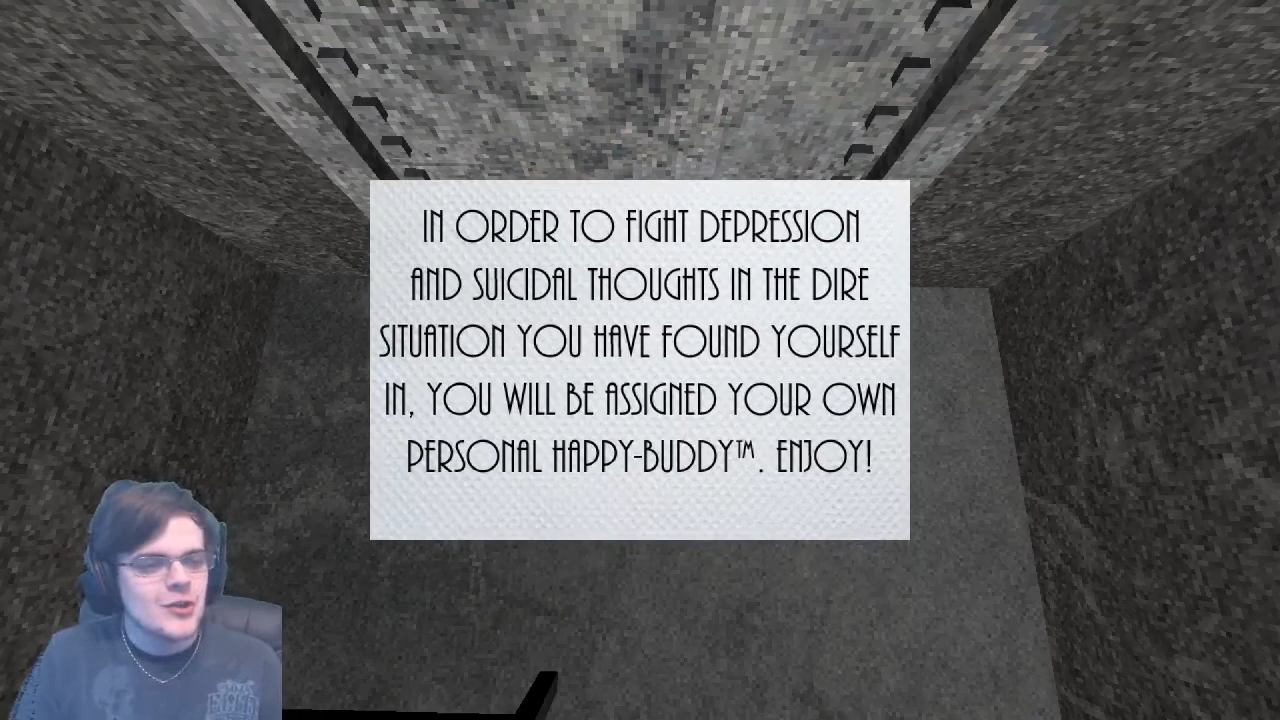 IN ORDER TO FIGHT DEPRESSION
AND SUICIDAL THOUGHTS IN THE DIRE
SITUATION YOU HAVE FOUND YOURSELF
IN, YOU WILL BE ASSIGNED YOUR OWN
PERSONAL HAPPY-BUDDY™. ENJOY!